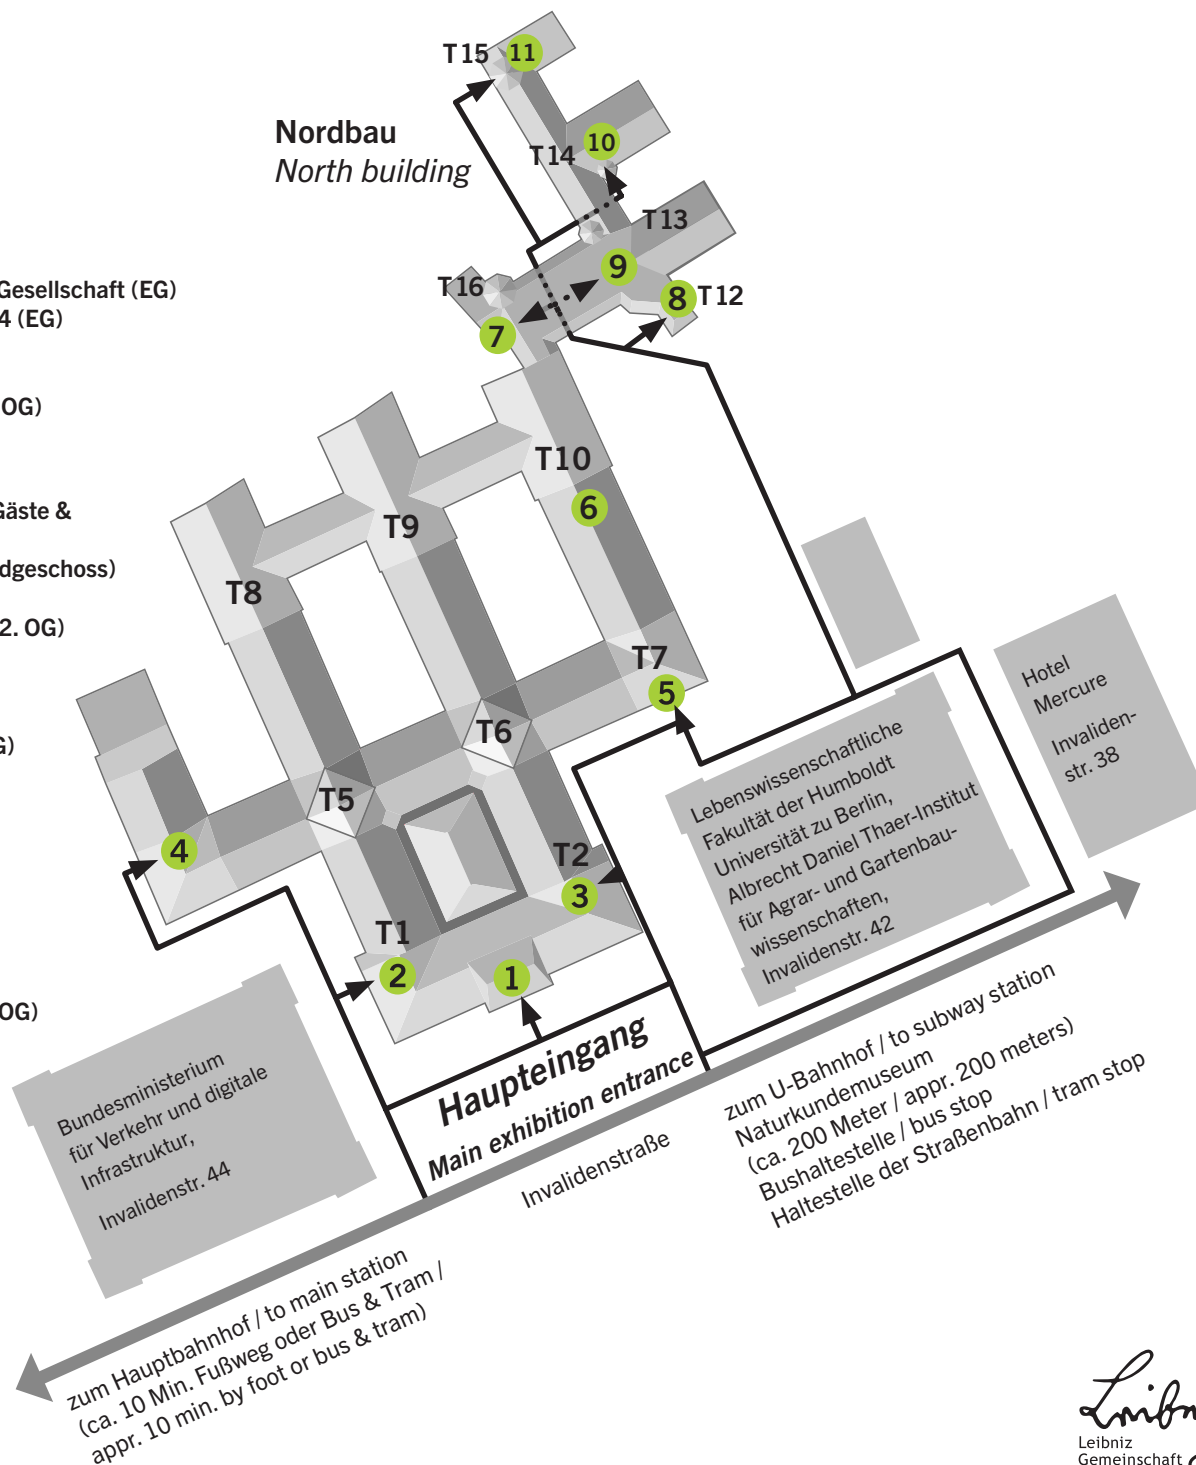 T15
11
Nordbau
North building
10
T14
T13
9
T16
8
T12
7
Gesellschaft (EG)
4 (EG)
OG)
Gäste &
dgeschoss)
2. OG)
G)
OG)
T10
6
T9
T8
T7
5
T6
T5
4
T2
3
T1
2
1
Hotel
Mercure
Invaliden-
str. 38
Lebenswissenschaftliche
Fakultät der Humboldt
Universität zu Berlin,
Albrecht Daniel Thaer-Institut
für Agrar- und Gartenbau-
wissenschaften,
Invalidenstr. 42
Bundesministerium
für Verkehr und digitale
Infrastruktur,
Invalidenstr. 44
Haupteingang
Main exhibition entrance
Invalidenstraße
zum U-Bahnhof / to subway station
Naturkundemuseum
(ca. 200 Meter / appr. 200 meters)
Bushaltestelle / bus stop
Haltestelle der Straßenbahn / tram stop
zum Hauptbahnhof / to main station
(ca. 10 Min. Fußweg oder Bus & Tram /
appr. 10 min. by foot or bus & tram)
Leibniz
Gemeinschaft